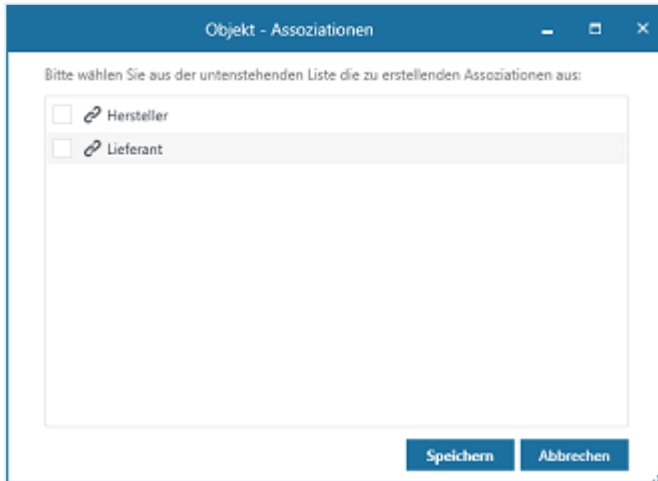 Objekt - Assoziationen
Bitte wählen Sie aus der untenstehenden Liste die zu erstellenden Assoziationen aus:
Hersteller
Lieferant
Speichern Abbrechen